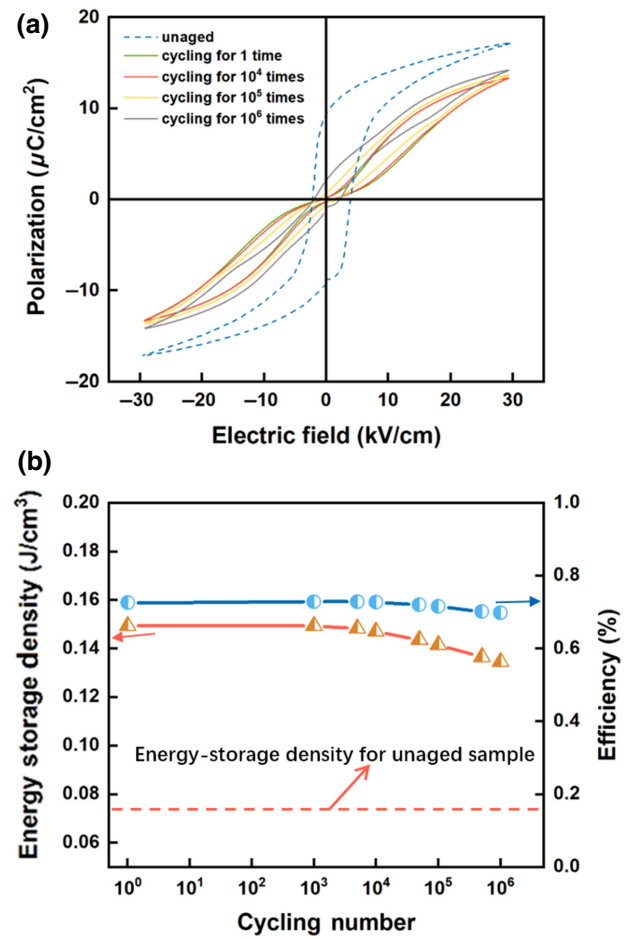 (a)
20
10
0
–10
–20
Polarization (μC/cm²)
unaged
cycling for 1 time
cycling for 10⁴ times
cycling for 10⁵ times
cycling for 10⁶ times
–30 –20 –10 0 10 20 30
Electric field (kV/cm)
(b)
0.20
0.18
0.16
0.14
0.12
0.10
0.08
0.06
Energy storage density (J/cm³)
1.0
0.8
0.6
0.4
0.2
0.0
Efficiency (%)
Energy-storage density for unaged sample
10⁰ 10¹ 10² 10³ 10⁴ 10⁵ 10⁶
Cycling number